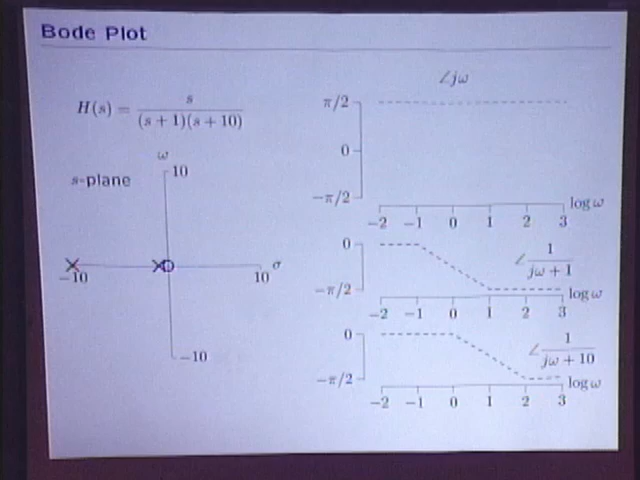 Bode Plot
H(s) = s / ((s + 1)(s + 10))
s-plane
ω
10
σ
−10
10
−10
∠jω
π/2
0
−π/2
log ω
−2 −1 0 1 2 3
0
−π/2
∠ 1 / (jω + 1)
log ω
−2 −1 0 1 2 3
0
−π/2
∠ 1 / (jω + 10)
log ω
−2 −1 0 1 2 3